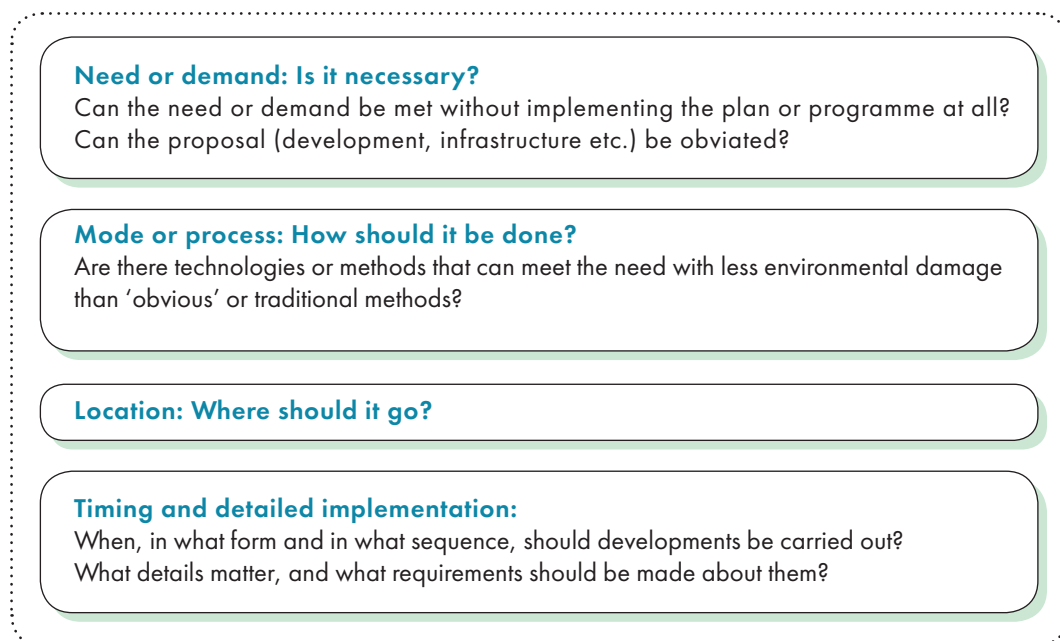 Need or demand: Is it necessary?
Can the need or demand be met without implementing the plan or programme at all?
Can the proposal (development, infrastructure etc.) be obviated?
Mode or process: How should it be done?
Are there technologies or methods that can meet the need with less environmental damage
than ‘obvious’ or traditional methods?
Location: Where should it go?
Timing and detailed implementation:
When, in what form and in what sequence, should developments be carried out?
What details matter, and what requirements should be made about them?